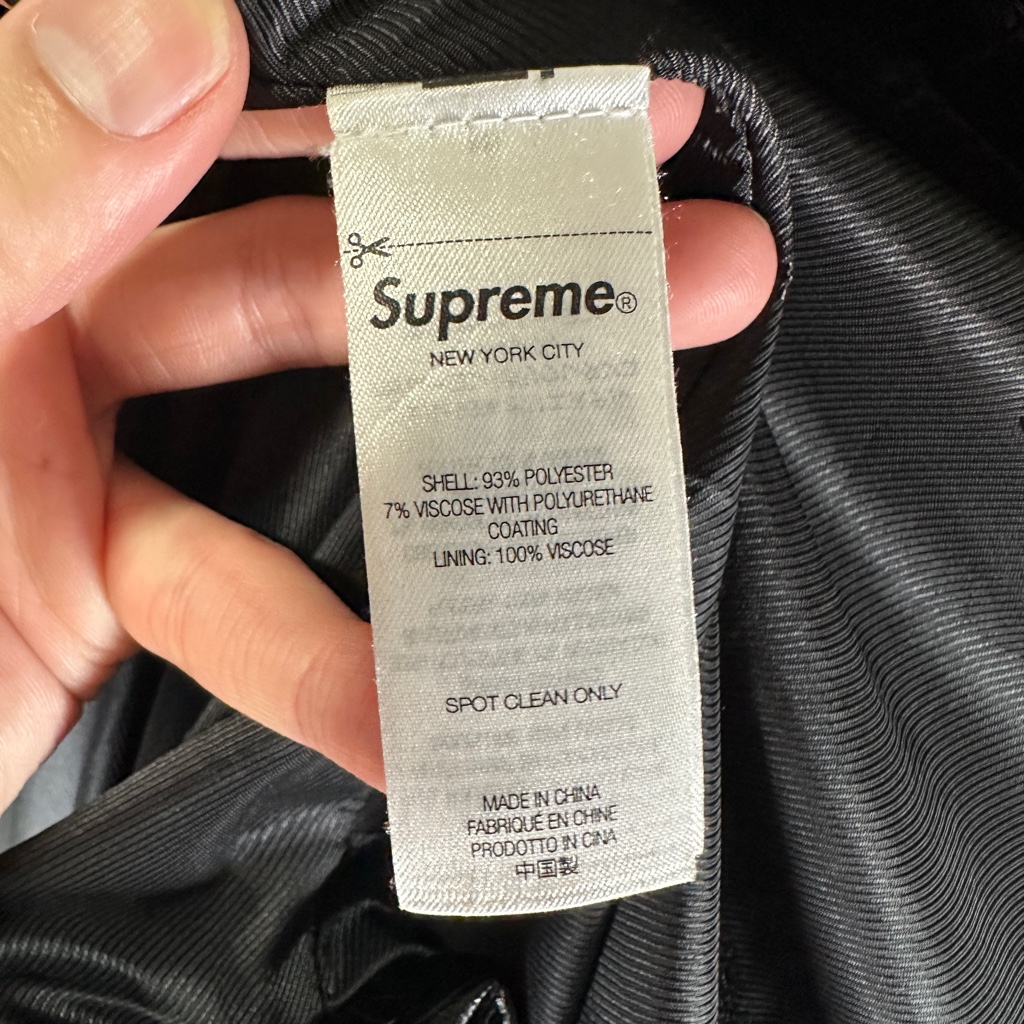 Supreme®
NEW YORK CITY
SHELL: 93% POLYESTER
7% VISCOSE WITH POLYURETHANE
COATING
LINING: 100% VISCOSE
SPOT CLEAN ONLY
MADE IN CHINA
FABRIQUÉ EN CHINE
PRODOTTO IN CINA
中国製